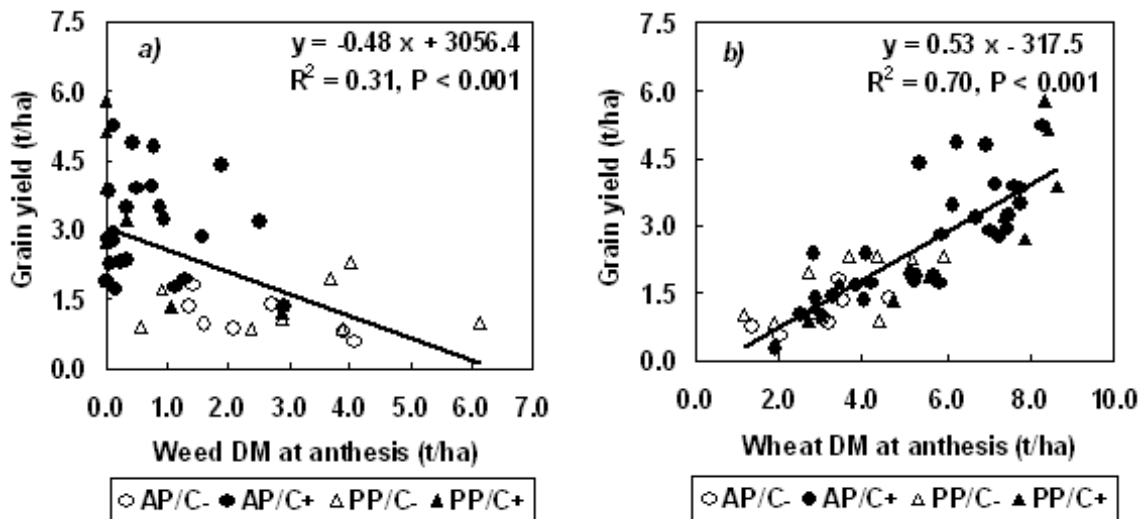 a)
y = -0.48 x + 3056.4
R² = 0.31, P < 0.001
Grain yield (t/ha)
7.5
6.0
4.5
3.0
1.5
0.0
0.0 1.0 2.0 3.0 4.0 5.0 6.0 7.0
Weed DM at anthesis (t/ha)
AP/C- AP/C+ PP/C- PP/C+
b)
y = 0.53 x - 317.5
R² = 0.70, P < 0.001
Grain yield (t/ha)
7.5
6.0
4.5
3.0
1.5
0.0
0.0 2.0 4.0 6.0 8.0 10.0
Wheat DM at anthesis (t/ha)
AP/C- AP/C+ PP/C- PP/C+